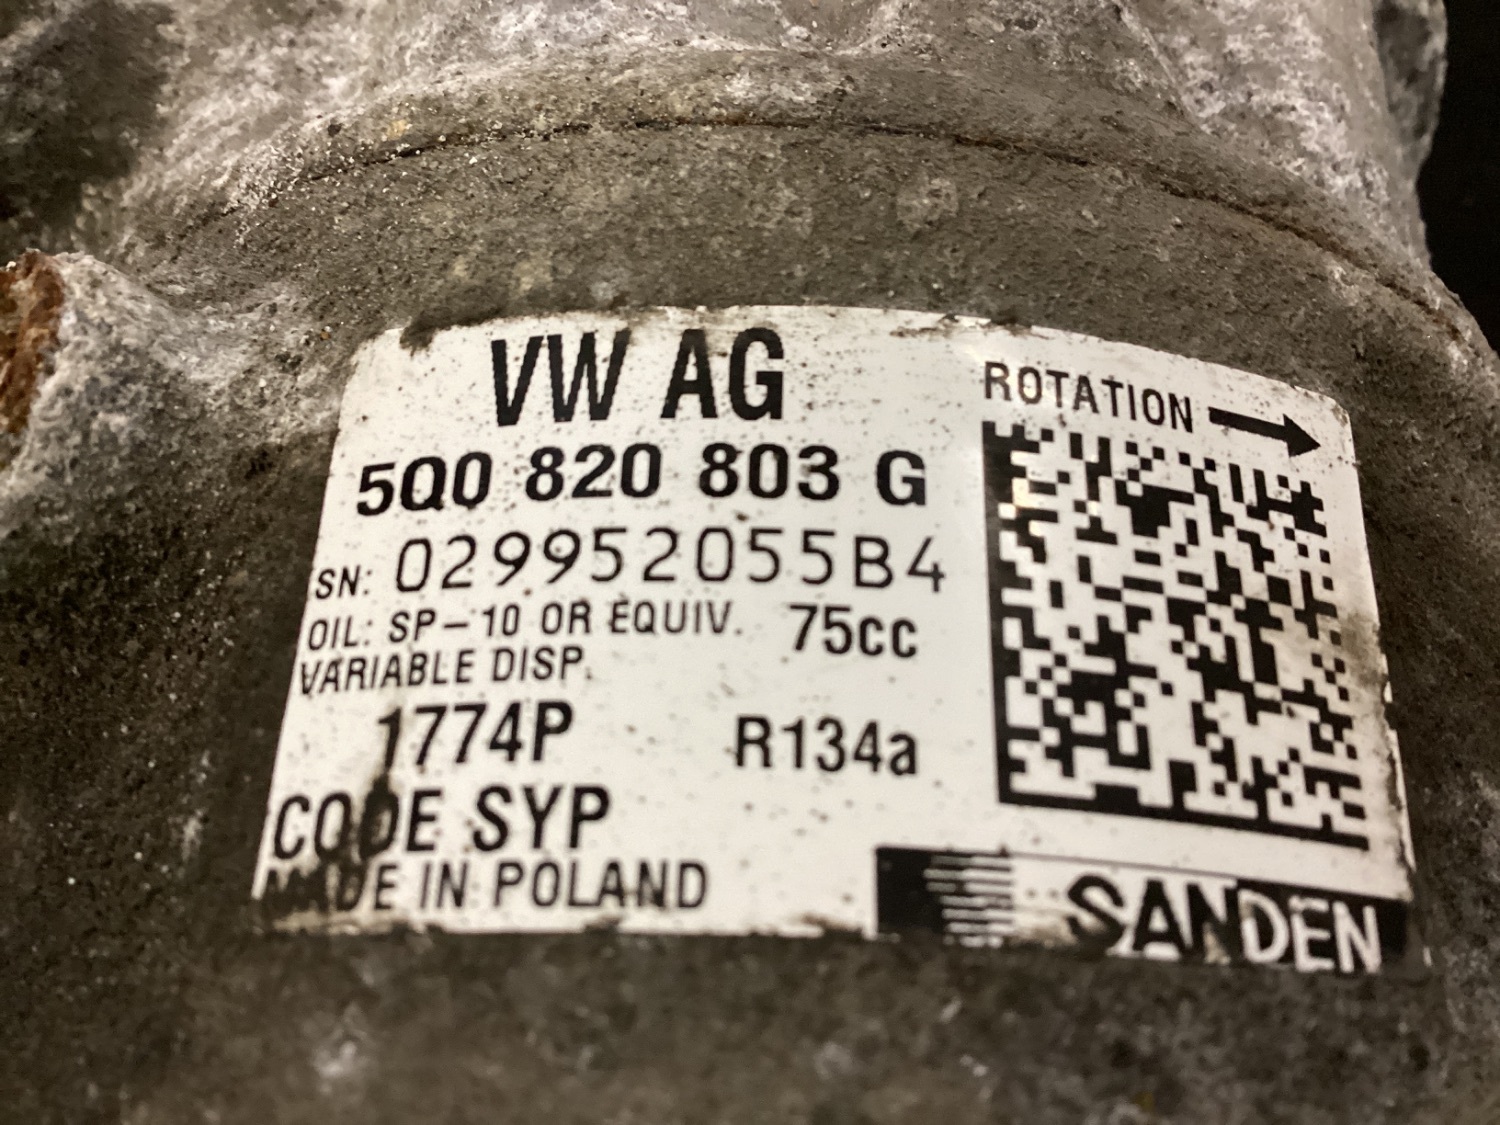 VW AG
ROTATION
5Q0 820 803 G
SN: 029952055B4
OIL: SP-10 OR EQUIV. 75cc
VARIABLE DISP.
1774P R134a
CODE SYP
MADE IN POLAND
SANDEN